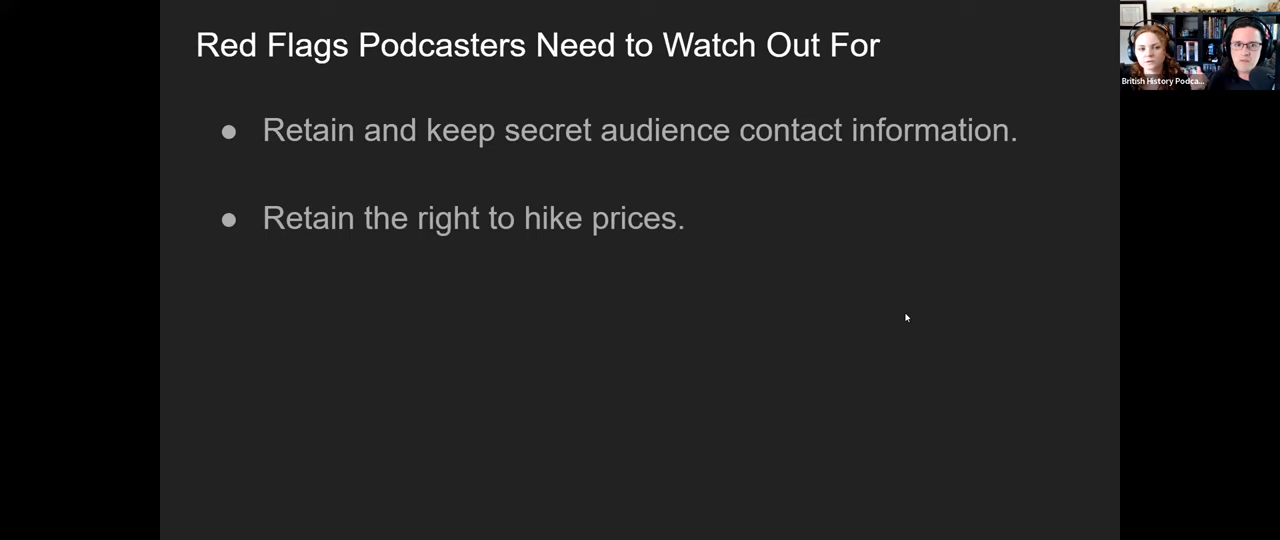 Red Flags Podcasters Need to Watch Out For
● Retain and keep secret audience contact information.
● Retain the right to hike prices.
British History Podca...